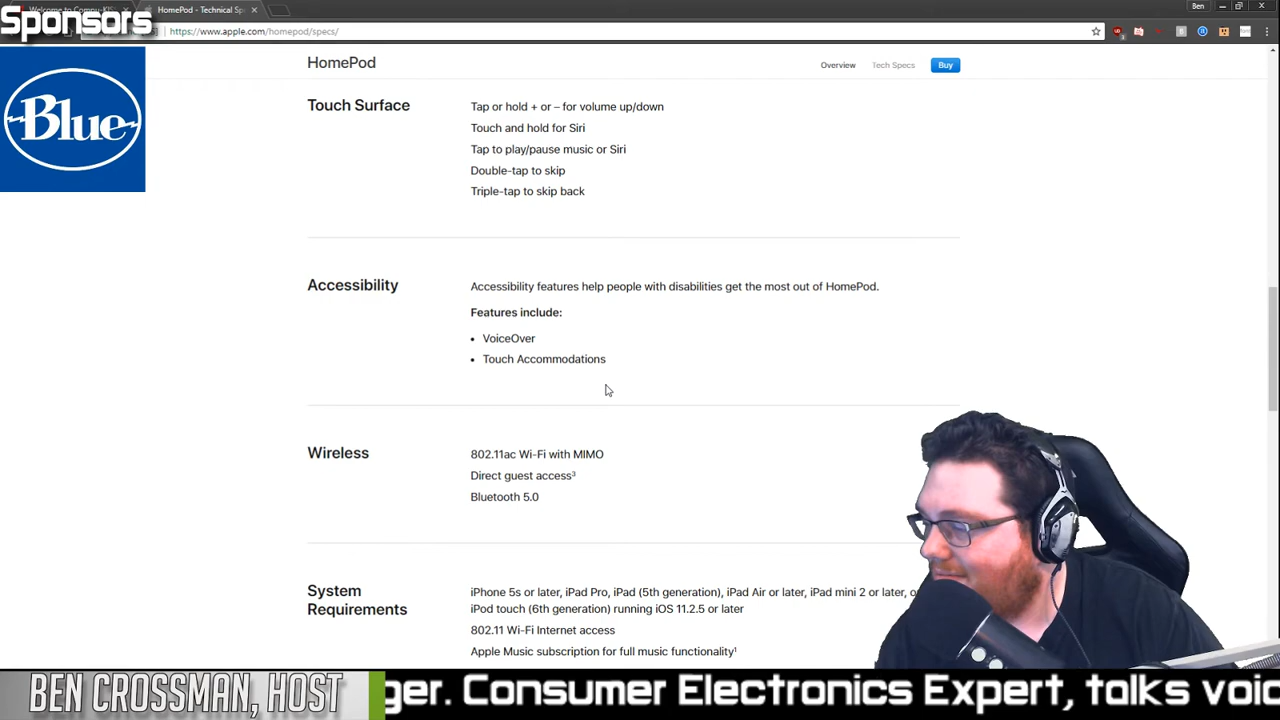 Welcome to Compu-KIS
HomePod - Technical Sp
Ben
Sponsors
https://www.apple.com/homepod/specs/
HomePod
Overview
Tech Specs
Buy
Blue
Touch Surface
Tap or hold + or – for volume up/down
Touch and hold for Siri
Tap to play/pause music or Siri
Double-tap to skip
Triple-tap to skip back
Accessibility
Accessibility features help people with disabilities get the most out of HomePod.
Features include:
• VoiceOver
• Touch Accommodations
Wireless
802.11ac Wi-Fi with MIMO
Direct guest access³
Bluetooth 5.0
System
Requirements
iPhone 5s or later, iPad Pro, iPad (5th generation), iPad Air or later, iPad mini 2 or later, o
iPod touch (6th generation) running iOS 11.2.5 or later
802.11 Wi-Fi Internet access
Apple Music subscription for full music functionality¹
BEN CROSSMAN, HOST
ger. Consumer Electronics Expert, talks voic